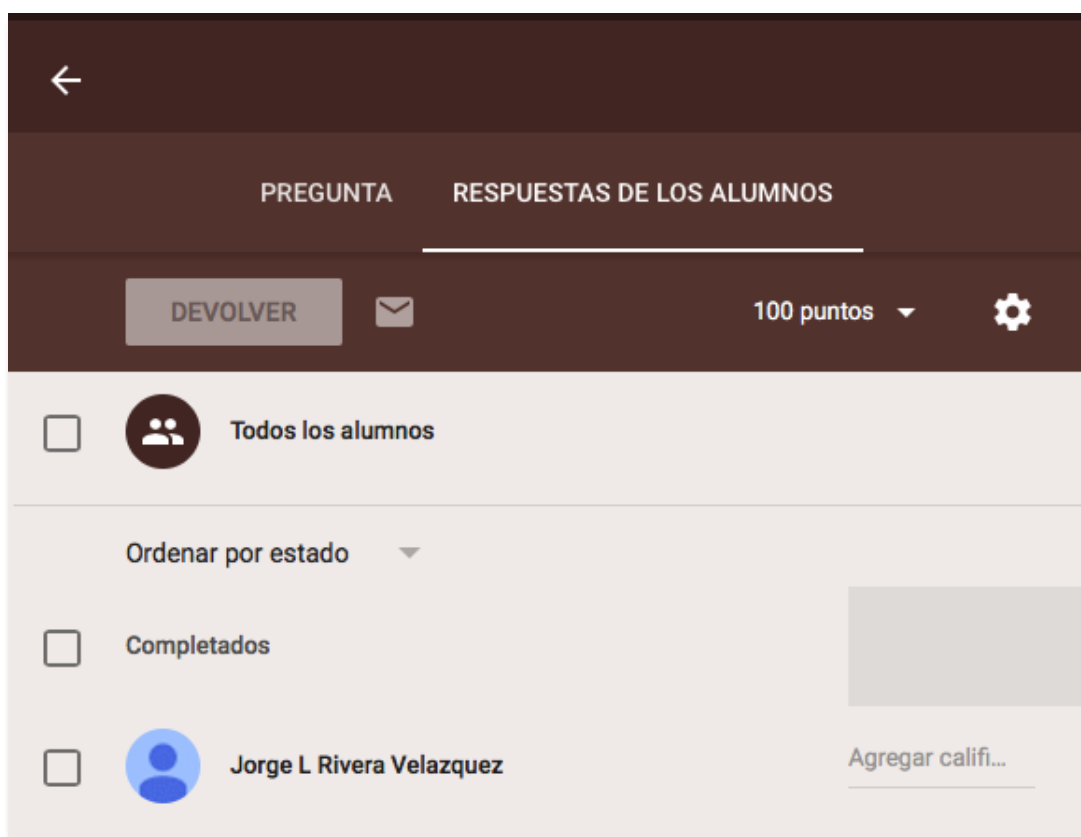 PREGUNTA RESPUESTAS DE LOS ALUMNOS
DEVOLVER 100 puntos
Todos los alumnos
Ordenar por estado
Completados
Jorge L Rivera Velazquez Agregar califi...